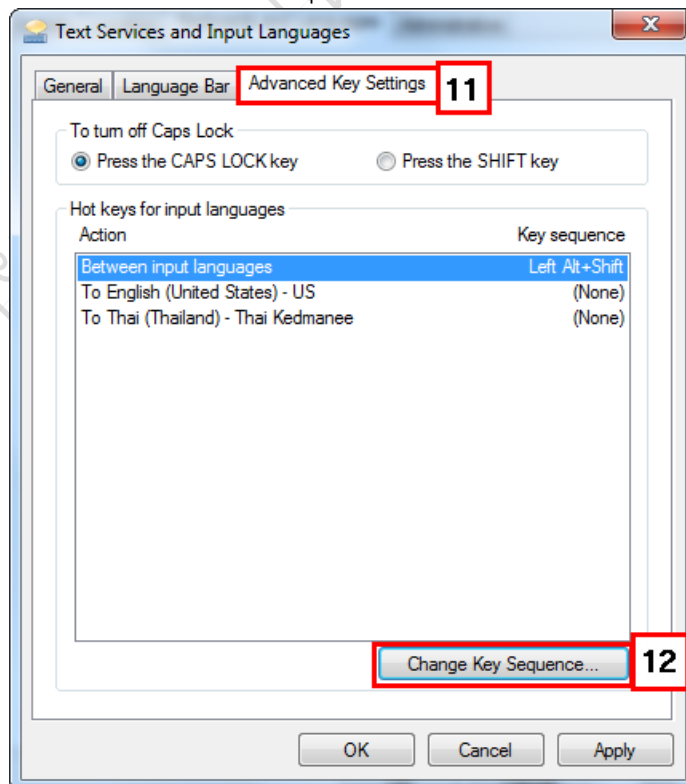 Text Services and Input Languages
General Language Bar Advanced Key Settings 11
To turn off Caps Lock
Press the CAPS LOCK key Press the SHIFT key
Hot keys for input languages
Action Key sequence
Between input languages Left Alt+Shift
To English (United States) - US (None)
To Thai (Thailand) - Thai Kedmanee (None)
Change Key Sequence... 12
OK Cancel Apply